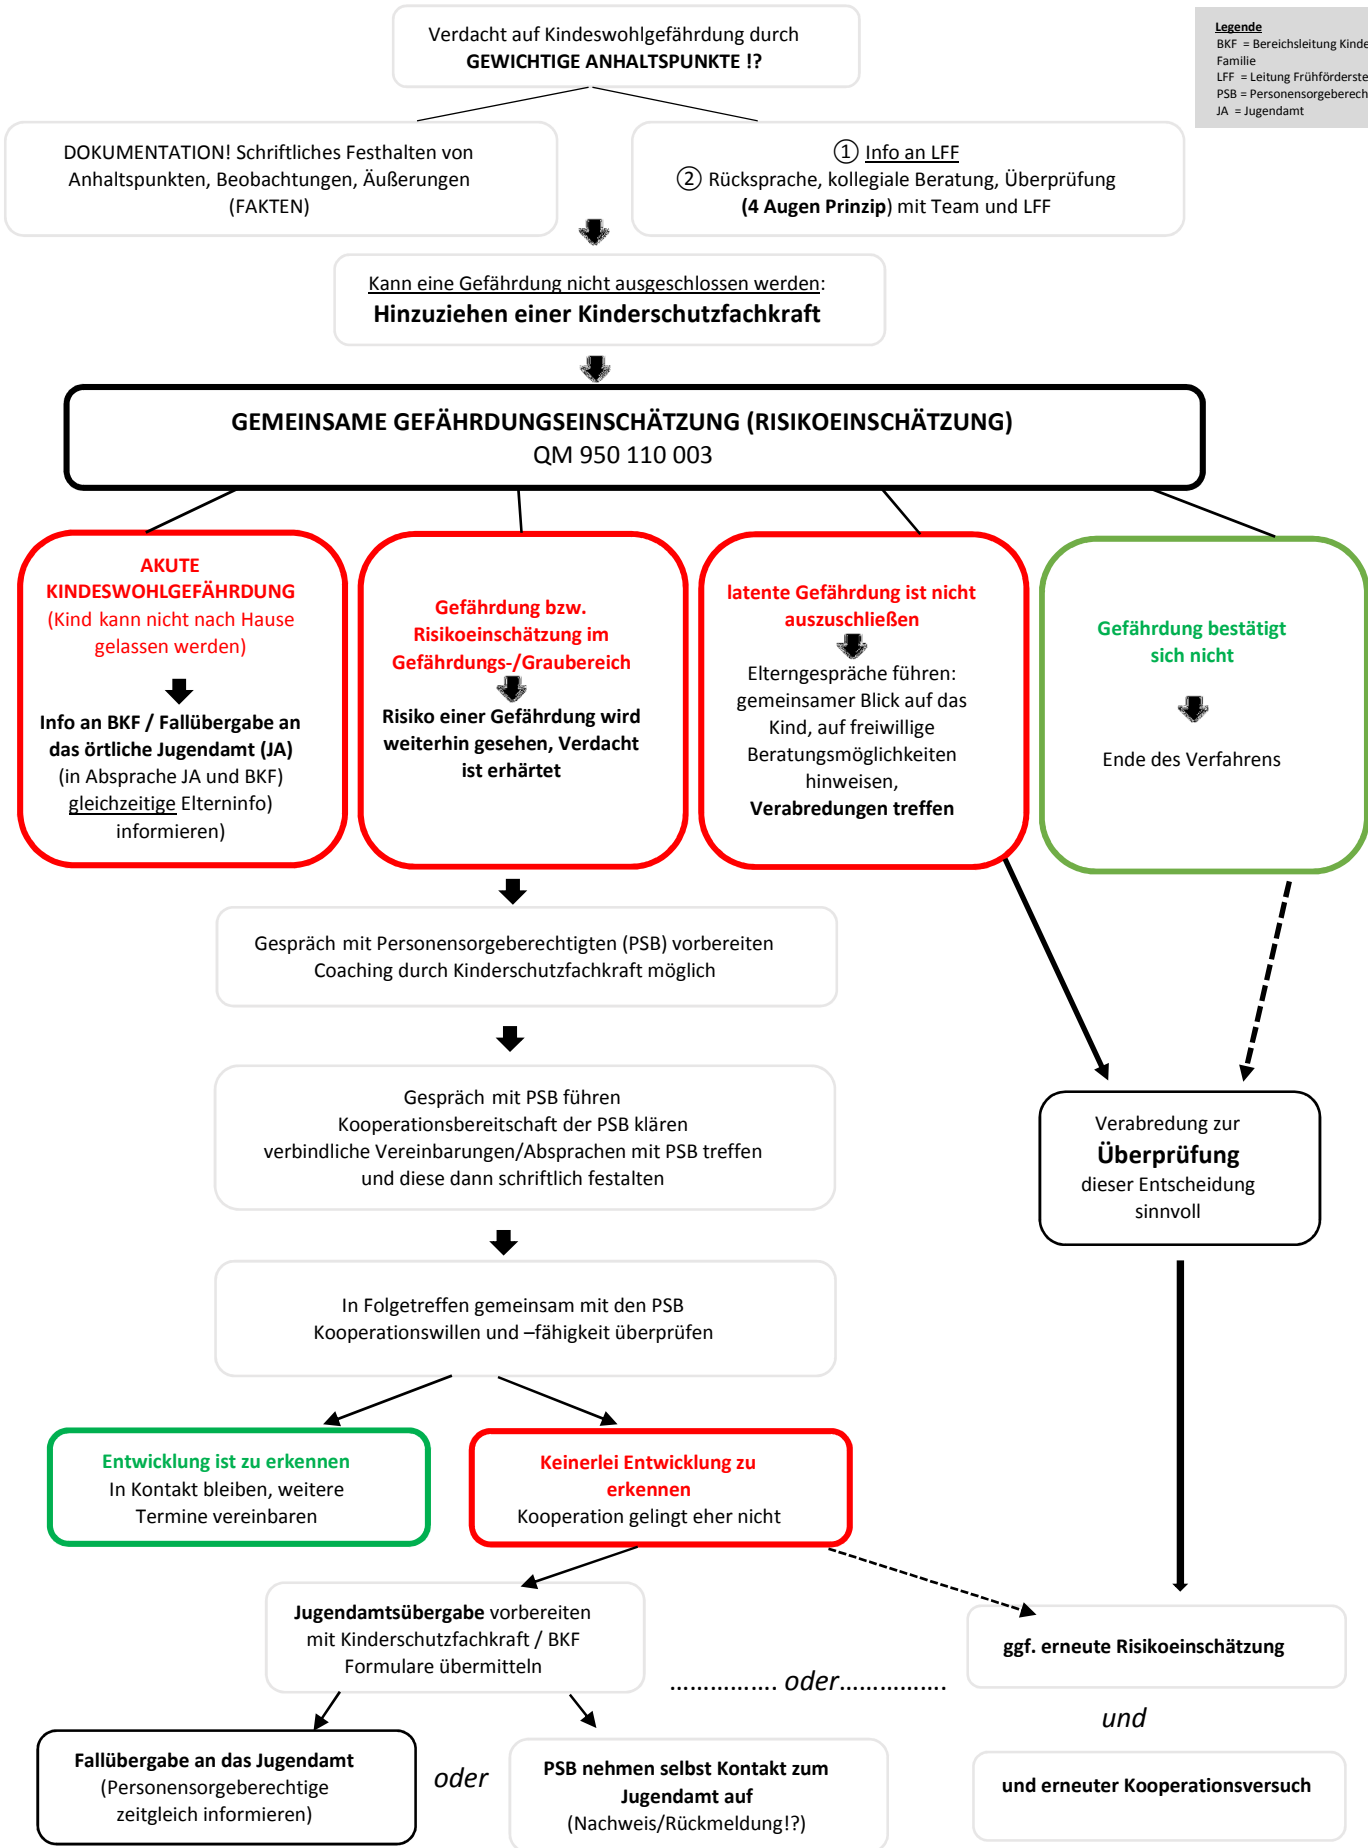 Verdacht auf Kindeswohlgefährdung durch
GEWICHTIGE ANHALTSPUNKTE !?
Legende
BKF = Bereichsleitung Kinde
Familie
LFF = Leitung Frühförderste
PSB = Personensorgeberech
JA = Jugendamt
DOKUMENTATION! Schriftliches Festhalten von
Anhaltspunkten, Beobachtungen, Äußerungen
(FAKTEN)
① Info an LFF
② Rücksprache, kollegiale Beratung, Überprüfung
(4 Augen Prinzip) mit Team und LFF
Kann eine Gefährdung nicht ausgeschlossen werden:
Hinzuziehen einer Kinderschutzfachkraft
GEMEINSAME GEFÄHRDUNGSEINSCHÄTZUNG (RISIKOEINSCHÄTZUNG)
QM 950 110 003
AKUTE
KINDESWOHLGEFÄHRDUNG
(Kind kann nicht nach Hause
gelassen werden)
Info an BKF / Fallübergabe an
das örtliche Jugendamt (JA)
(in Absprache JA und BKF)
gleichzeitige Elterninfo)
informieren)
Gefährdung bzw.
Risikoeinschätzung im
Gefährdungs-/Graubereich
Risiko einer Gefährdung wird
weiterhin gesehen, Verdacht
ist erhärtet
latente Gefährdung ist nicht
auszuschließen
Elterngespräche führen:
gemeinsamer Blick auf das
Kind, auf freiwillige
Beratungsmöglichkeiten
hinweisen,
Verabredungen treffen
Gefährdung bestätigt
sich nicht
Ende des Verfahrens
Gespräch mit Personensorgeberechtigten (PSB) vorbereiten
Coaching durch Kinderschutzfachkraft möglich
Gespräch mit PSB führen
Kooperationsbereitschaft der PSB klären
verbindliche Vereinbarungen/Absprachen mit PSB treffen
und diese dann schriftlich festalten
Verabredung zur
Überprüfung
dieser Entscheidung
sinnvoll
In Folgetreffen gemeinsam mit den PSB
Kooperationswillen und –fähigkeit überprüfen
Entwicklung ist zu erkennen
In Kontakt bleiben, weitere
Termine vereinbaren
Keinerlei Entwicklung zu
erkennen
Kooperation gelingt eher nicht
Jugendamtsübergabe vorbereiten
mit Kinderschutzfachkraft / BKF
Formulare übermitteln
ggf. erneute Risikoeinschätzung
................ oder................
und
Fallübergabe an das Jugendamt
(Personensorgeberechtige
zeitgleich informieren)
oder
PSB nehmen selbst Kontakt zum
Jugendamt auf
(Nachweis/Rückmeldung!?)
und erneuter Kooperationsversuch